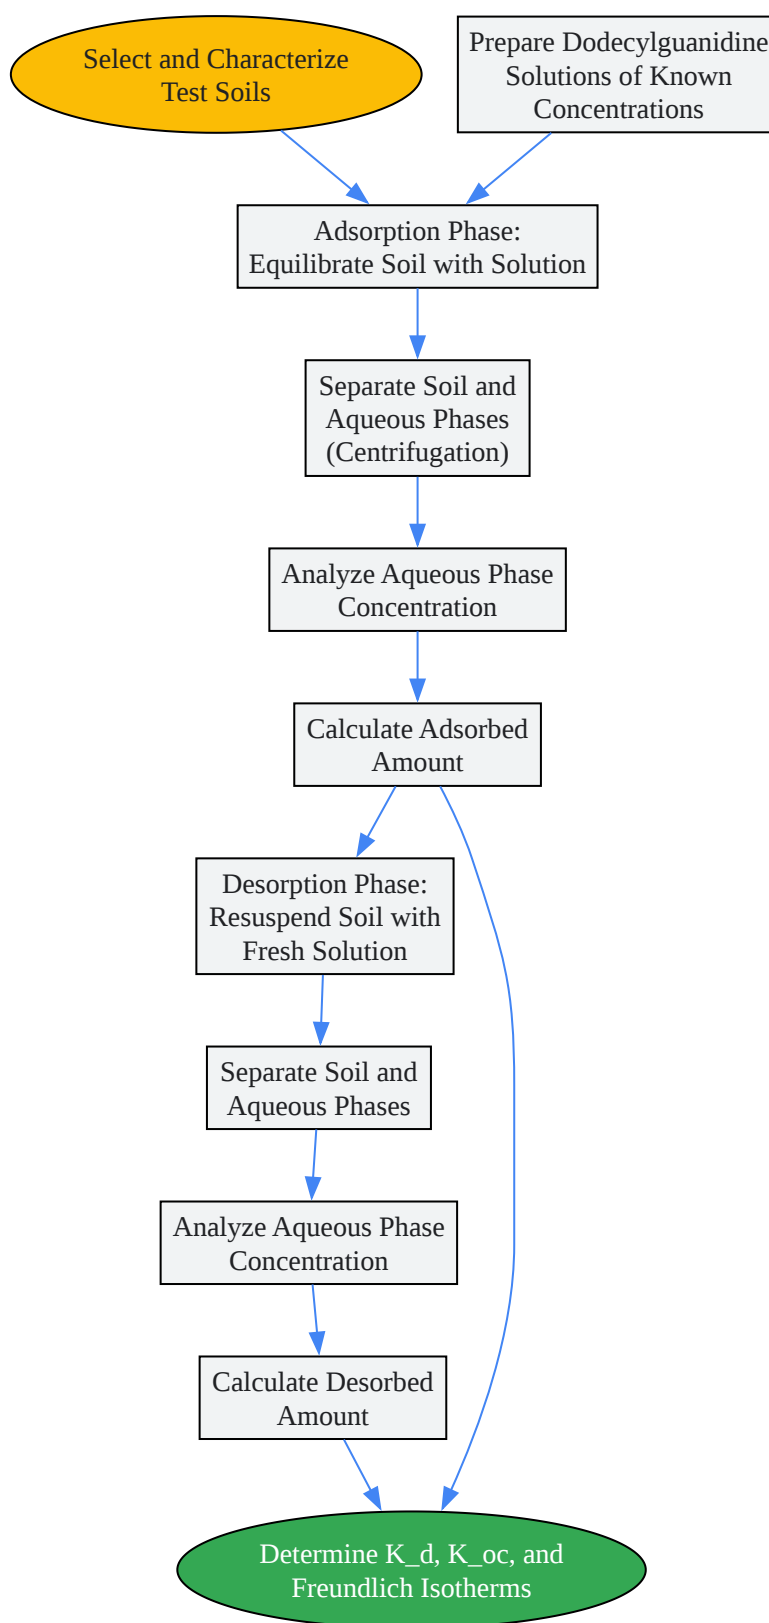 Select and Characterize
Test Soils
Prepare Dodecylguanidine
Solutions of Known
Concentrations
Adsorption Phase:
Equilibrate Soil with Solution
Separate Soil and
Aqueous Phases
(Centrifugation)
Analyze Aqueous Phase
Concentration
Calculate Adsorbed
Amount
Desorption Phase:
Resuspend Soil with
Fresh Solution
Separate Soil and
Aqueous Phases
Analyze Aqueous Phase
Concentration
Calculate Desorbed
Amount
Determine K_d, K_oc, and
Freundlich Isotherms